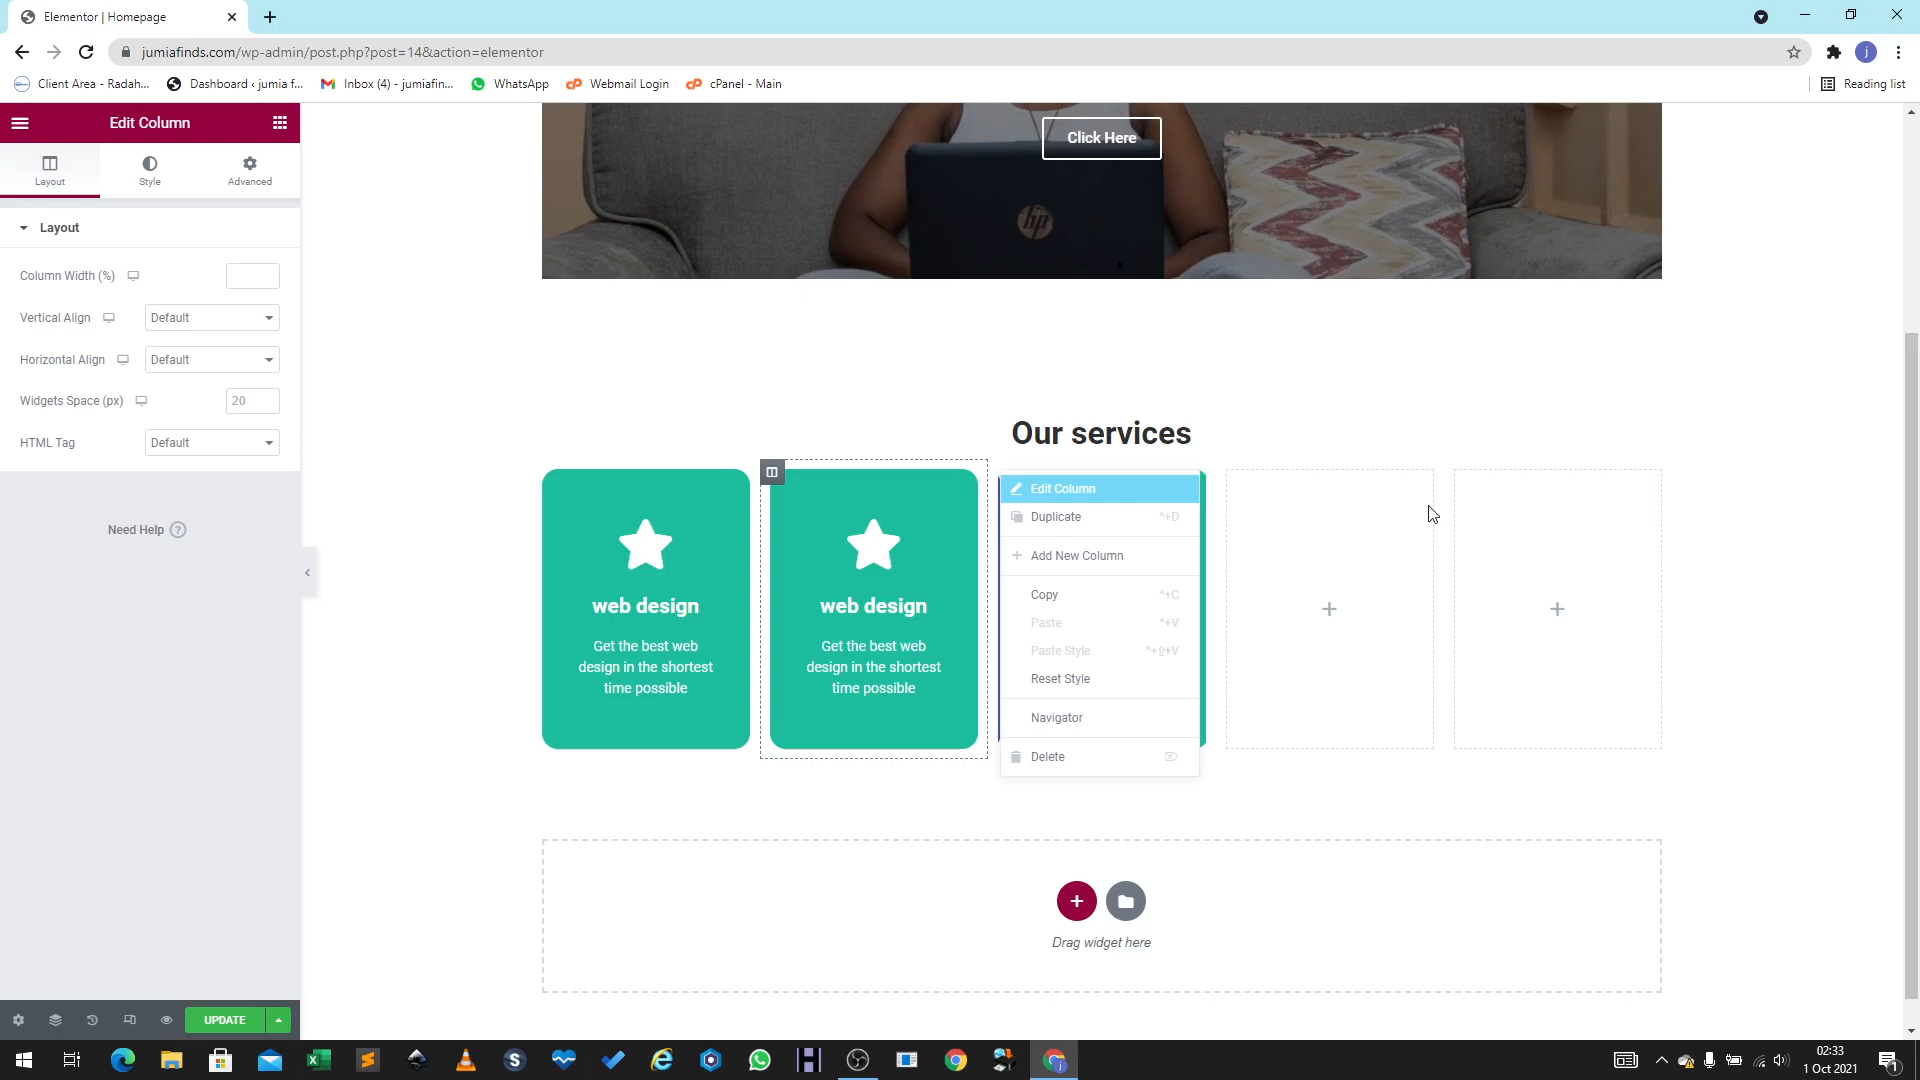 Elementor | Homepage
jumiafinds.com/wp-admin/post.php?post=14&action=elementor
Client Area - Radah...
Dashboard ‹ jumia f...
Inbox (4) - jumiafin...
WhatsApp
Webmail Login
cPanel - Main
Reading list
Edit Column
Layout
Style
Advanced
Layout
Column Width (%)
Vertical Align
Default
Horizontal Align
Default
Widgets Space (px)
20
HTML Tag
Default
Need Help
UPDATE
Click Here
hp
Our services
web design
Get the best web
design in the shortest
time possible
web design
Get the best web
design in the shortest
time possible
Edit Column
Duplicate ^+D
Add New Column
Copy ^+C
Paste ^+V
Paste Style ^+⇧+V
Reset Style
Navigator
Delete ⌦
Drag widget here
02:33
1 Oct 2021